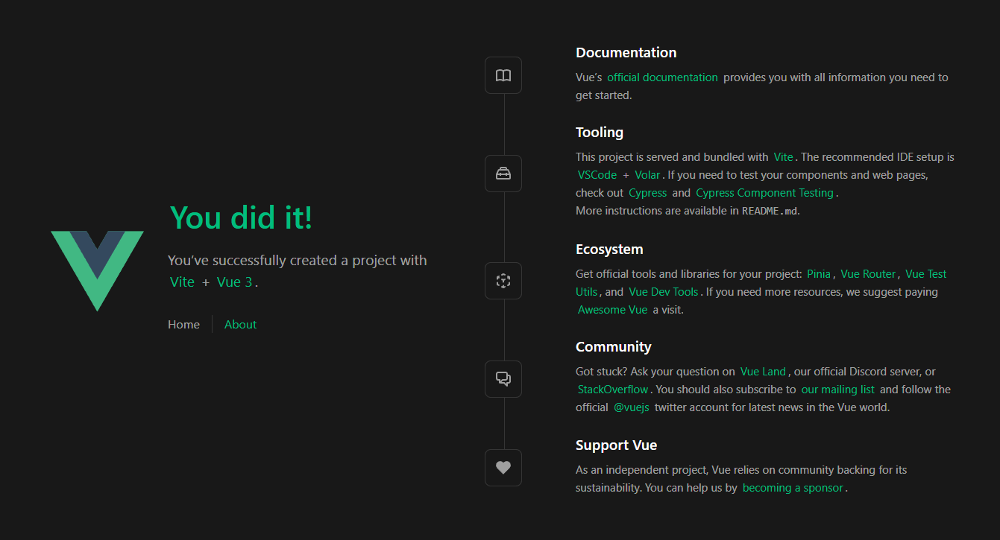 You did it!
You’ve successfully created a project with
Vite + Vue 3.
Home
About
Documentation
Vue’s official documentation provides you with all information you need to
get started.
Tooling
This project is served and bundled with Vite. The recommended IDE setup is
VSCode + Volar. If you need to test your components and web pages,
check out Cypress and Cypress Component Testing.
More instructions are available in README.md.
Ecosystem
Get official tools and libraries for your project: Pinia, Vue Router, Vue Test
Utils, and Vue Dev Tools. If you need more resources, we suggest paying
Awesome Vue a visit.
Community
Got stuck? Ask your question on Vue Land, our official Discord server, or
StackOverflow. You should also subscribe to our mailing list and follow the
official @vuejs twitter account for latest news in the Vue world.
Support Vue
As an independent project, Vue relies on community backing for its
sustainability. You can help us by becoming a sponsor.